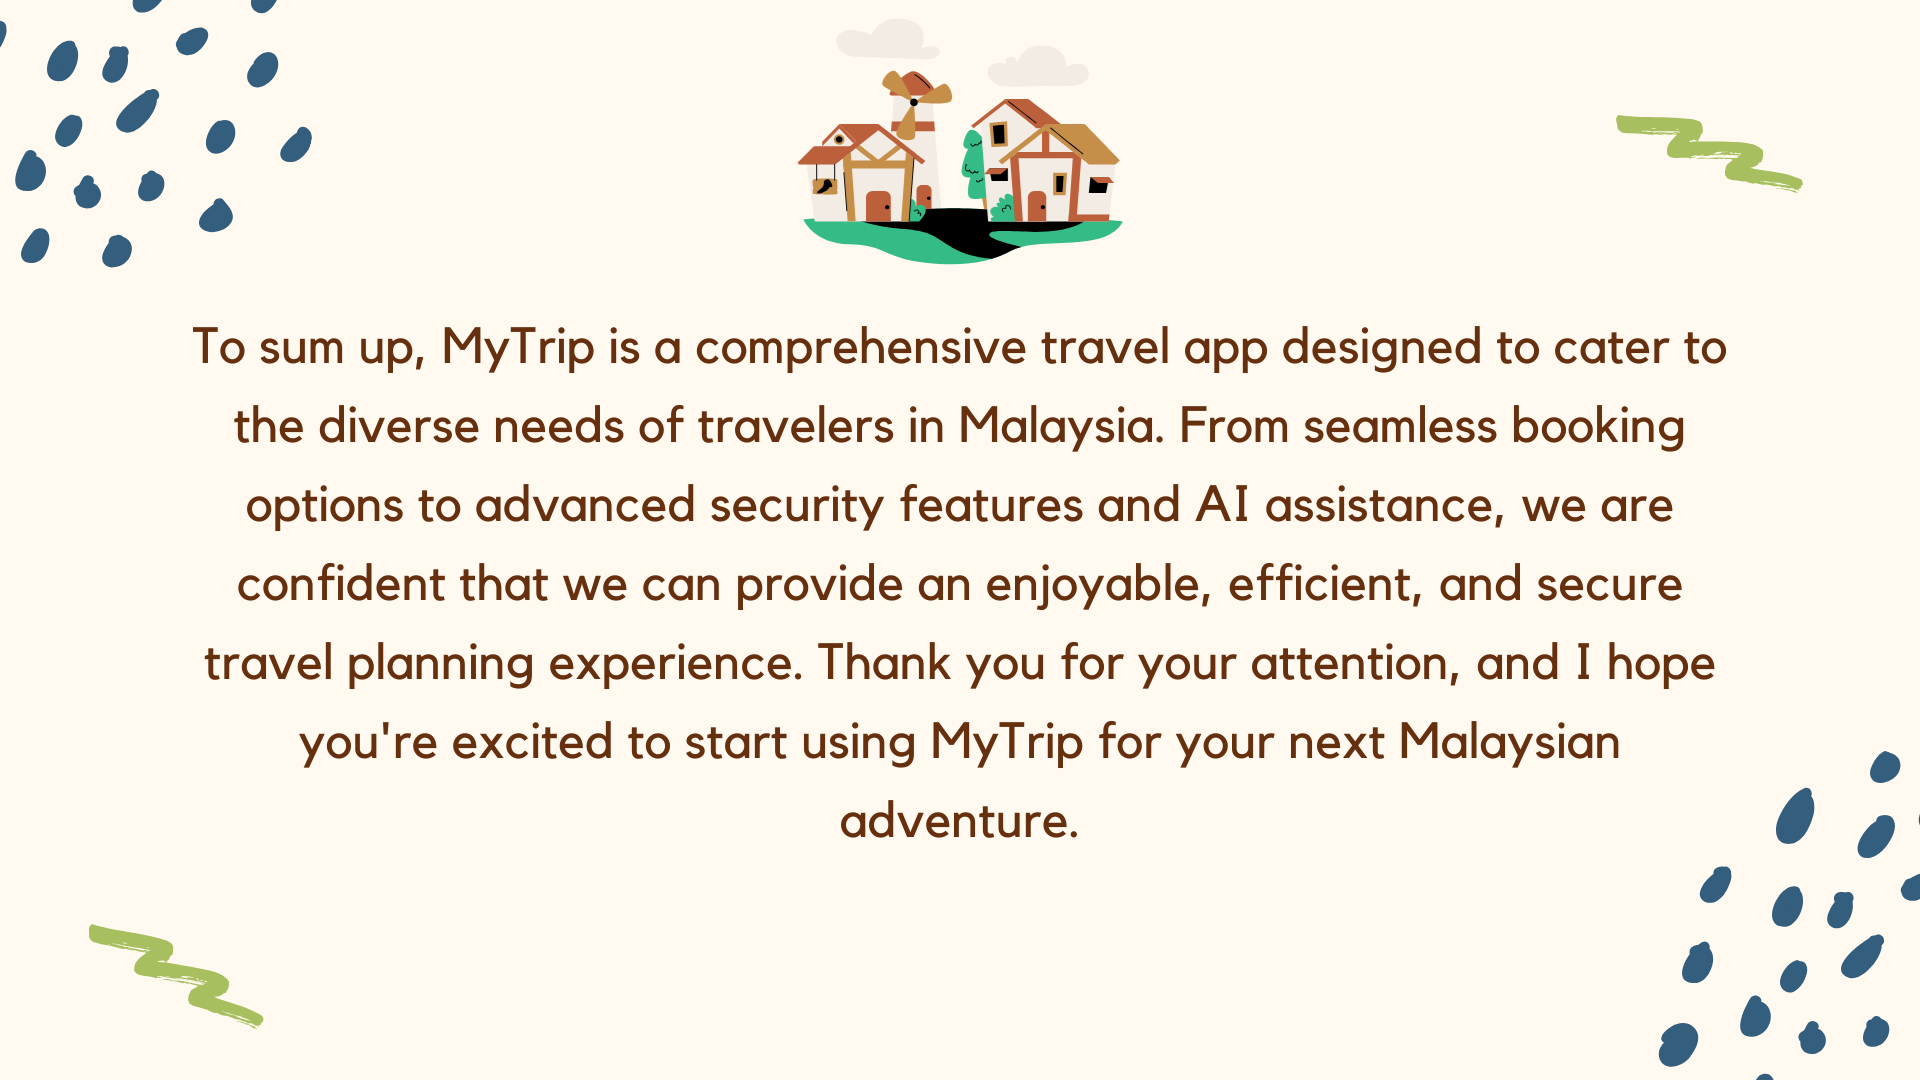 To sum up, MyTrip is a comprehensive travel app designed to cater to
the diverse needs of travelers in Malaysia. From seamless booking
options to advanced security features and AI assistance, we are
confident that we can provide an enjoyable, efficient, and secure
travel planning experience. Thank you for your attention, and I hope
you're excited to start using MyTrip for your next Malaysian
adventure.